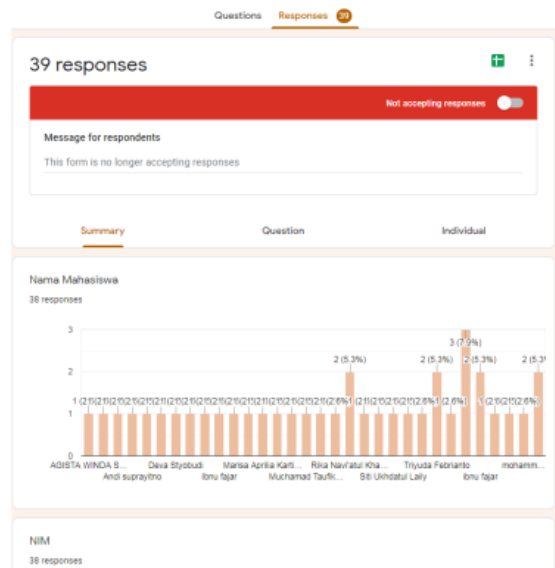 Questions Responses 39
39 responses
Not accepting responses
Message for respondents
This form is no longer accepting responses
Summary Question Individual
Nama Mahasiswa
38 responses
3
2
1
0
3 (7.9%)
2 (5.3%) 2 (5.3%) 2 (5.3%)
AGISTA WINDA S... Deva Styobudi Marisa Aprilia Karti... Rika Navi'atul Kha... Triyuda Febrianto mohamm...
Andi suprayitno Ibnu fajar Muchamad Taufik... Siti Ukhdatul Laily ibnu fajar
NIM
38 responses